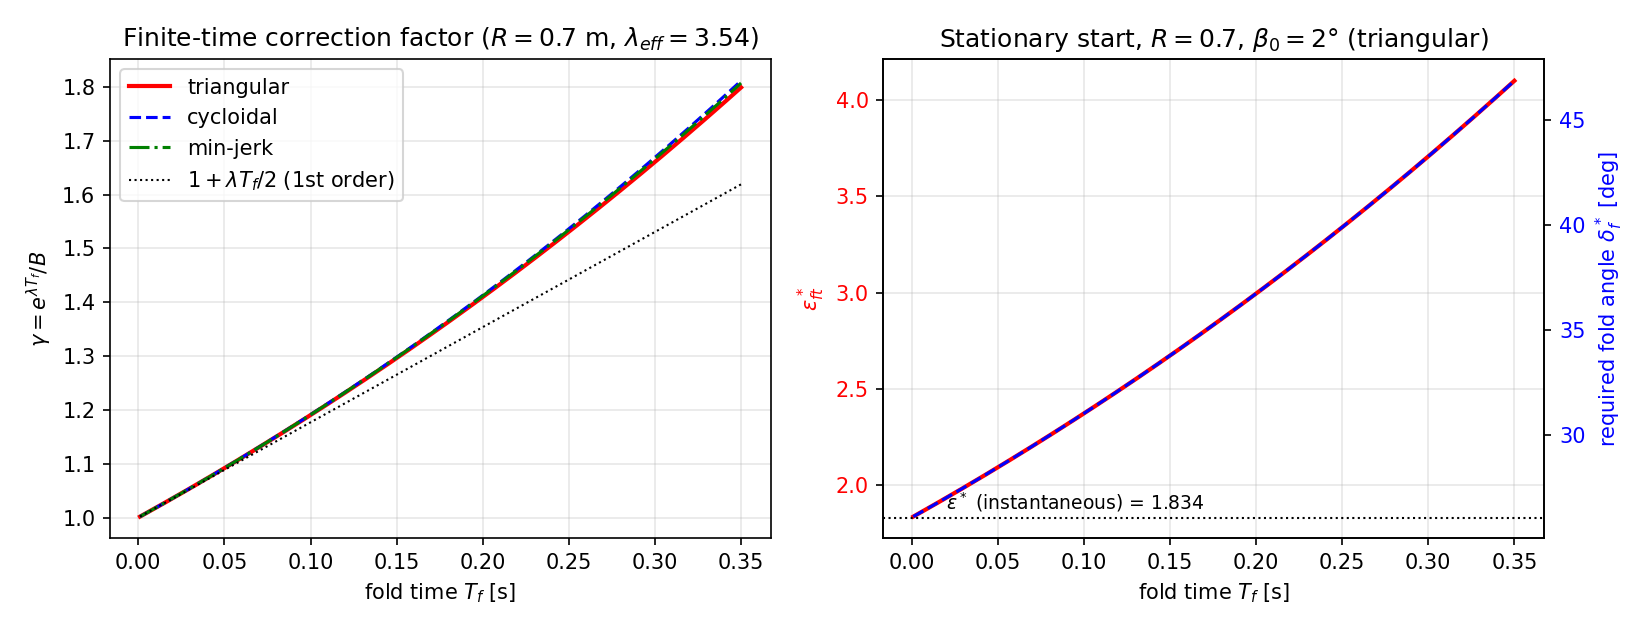 Finite-time correction factor (R = 0.7 m, λ_eff = 3.54)
triangular
cycloidal
min-jerk
1 + λT_f/2 (1st order)
γ = e^{λT_f}/B
1.8
1.7
1.6
1.5
1.4
1.3
1.2
1.1
1.0
0.00 0.05 0.10 0.15 0.20 0.25 0.30 0.35
fold time T_f [s]
Stationary start, R = 0.7, β_0 = 2° (triangular)
ε*_ft
4.0
3.5
3.0
2.5
2.0
ε* (instantaneous) = 1.834
45
40
35
30
required fold angle δ*_f [deg]
0.00 0.05 0.10 0.15 0.20 0.25 0.30 0.35
fold time T_f [s]